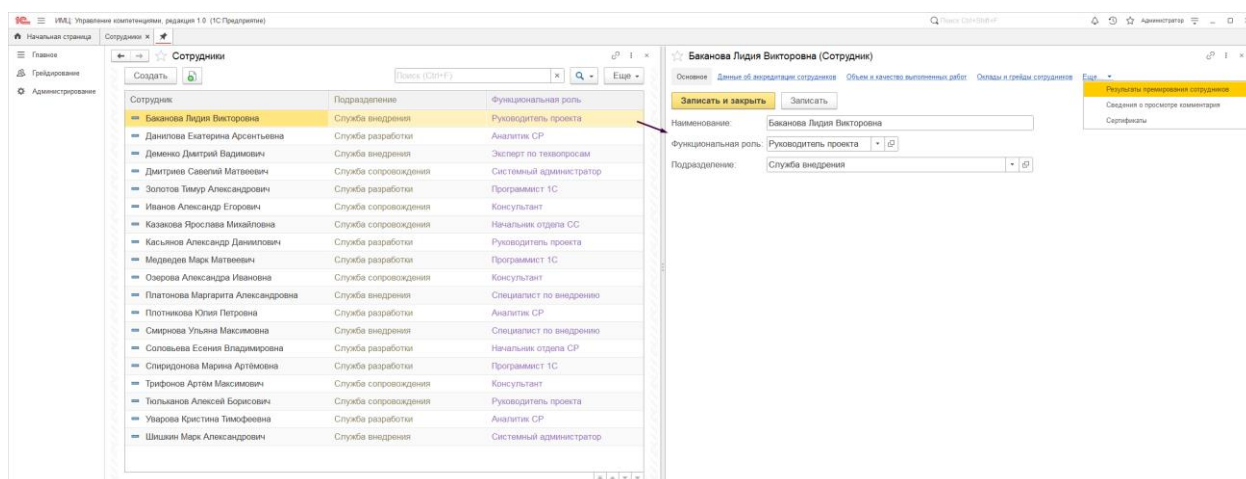 1С ИМЦ: Управление компетенциями, редакция 1.0 (1С:Предприятие)
Поиск Ctrl+Shift+F
Администратор
Начальная страница
Сотрудники ×
Главное
Грейдирование
Администрирование
Сотрудники
Создать
Поиск (Ctrl+F)
×
Еще
Сотрудник Подразделение Функциональная роль
Баканова Лидия Викторовна Служба внедрения Руководитель проекта
Данилова Екатерина Арсентьевна Служба разработки Аналитик СР
Деменко Дмитрий Вадимович Служба внедрения Эксперт по техвопросам
Дмитриев Савелий Матвеевич Служба сопровождения Системный администратор
Золотов Тимур Александрович Служба разработки Программист 1С
Иванов Александр Егорович Служба сопровождения Консультант
Казакова Ярослава Михайловна Служба сопровождения Начальник отдела СС
Касьянов Александр Даниилович Служба разработки Руководитель проекта
Медведев Марк Матвеевич Служба разработки Программист 1С
Озерова Александра Ивановна Служба сопровождения Консультант
Платонова Маргарита Александровна Служба внедрения Специалист по внедрению
Плотникова Юлия Петровна Служба разработки Аналитик СР
Смирнова Ульяна Максимовна Служба внедрения Специалист по внедрению
Соловьева Есения Владимировна Служба разработки Начальник отдела СР
Спиридонова Марина Артёмовна Служба разработки Программист 1С
Трифонов Артём Максимович Служба сопровождения Консультант
Тюльканов Алексей Борисович Служба сопровождения Руководитель проекта
Уварова Кристина Тимофеевна Служба разработки Аналитик СР
Шишкин Марк Александрович Служба внедрения Системный администратор
Баканова Лидия Викторовна (Сотрудник)
Основное Данные об аккредитации сотрудников Объем и качество выполненных работ Оклады и грейды сотрудников Еще...
Результаты премирования сотрудников
Сведения о просмотре комментария
Сертификаты
Записать и закрыть Записать
Наименование: Баканова Лидия Викторовна
Функциональная роль: Руководитель проекта
Подразделение: Служба внедрения